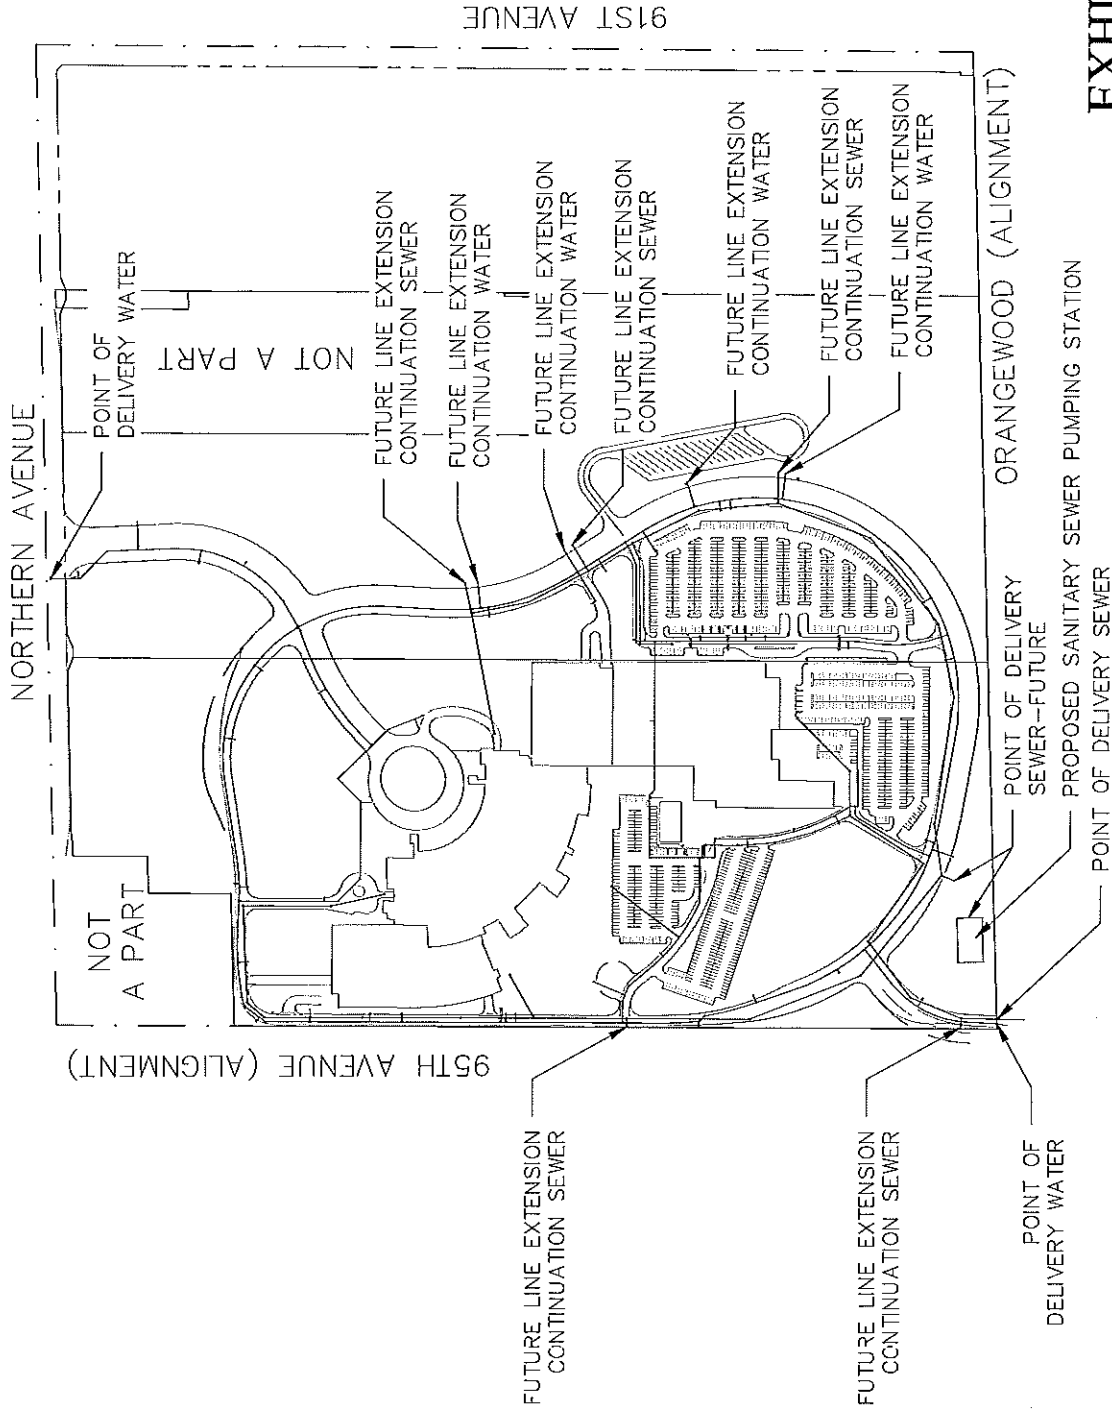 91ST AVENUE
NORTHERN AVENUE
POINT OF
DELIVERY WATER
NOT A PART
FUTURE LINE EXTENSION
CONTINUATION SEWER
FUTURE LINE EXTENSION
CONTINUATION WATER
FUTURE LINE EXTENSION
CONTINUATION WATER
FUTURE LINE EXTENSION
CONTINUATION SEWER
FUTURE LINE EXTENSION
CONTINUATION WATER
FUTURE LINE EXTENSION
CONTINUATION SEWER
FUTURE LINE EXTENSION
CONTINUATION WATER
ORANGEWOOD (ALIGNMENT)
NOT
A PART
95TH AVENUE (ALIGNMENT)
POINT OF DELIVERY
SEWER-FUTURE
PROPOSED SANITARY SEWER PUMPING STATION
POINT OF DELIVERY SEWER
FUTURE LINE EXTENSION
CONTINUATION SEWER
FUTURE LINE EXTENSION
CONTINUATION SEWER
POINT OF
DELIVERY WATER